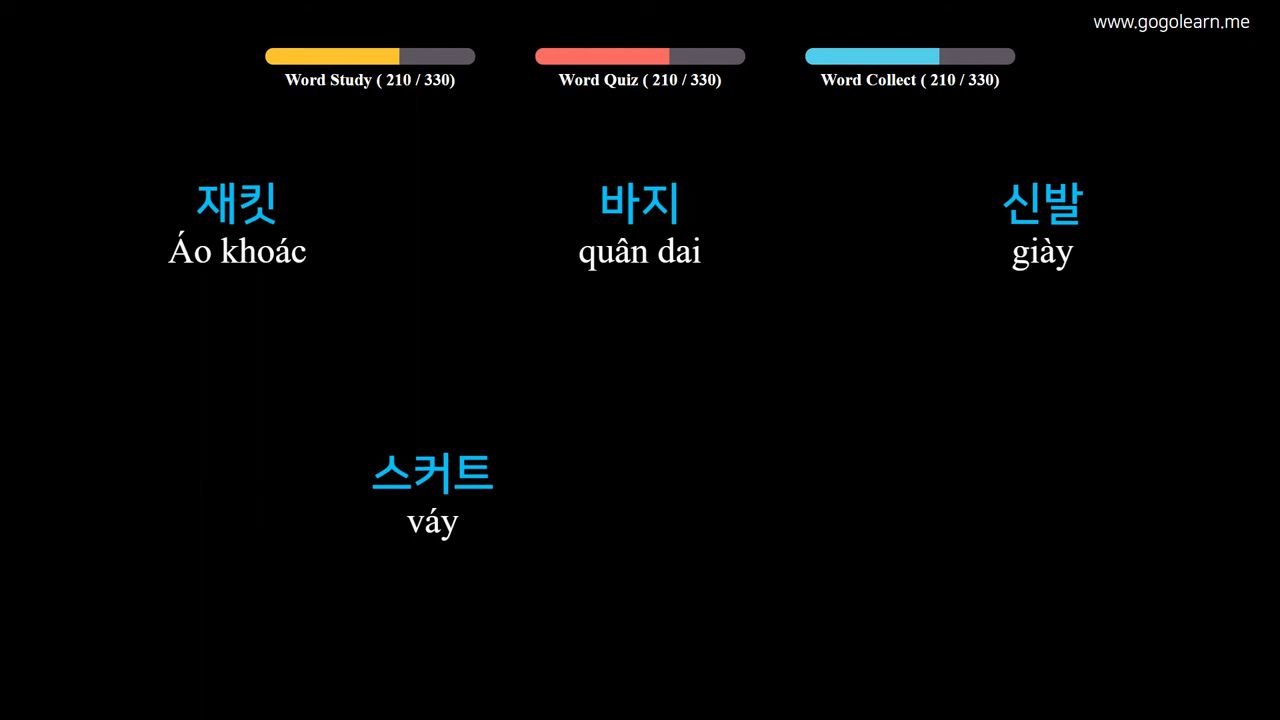 www.gogolearn.me
Word Study ( 210 / 330)
Word Quiz ( 210 / 330)
Word Collect ( 210 / 330)
재킷
Áo khoác
바지
quân dai
신발
giày
스커트
váy